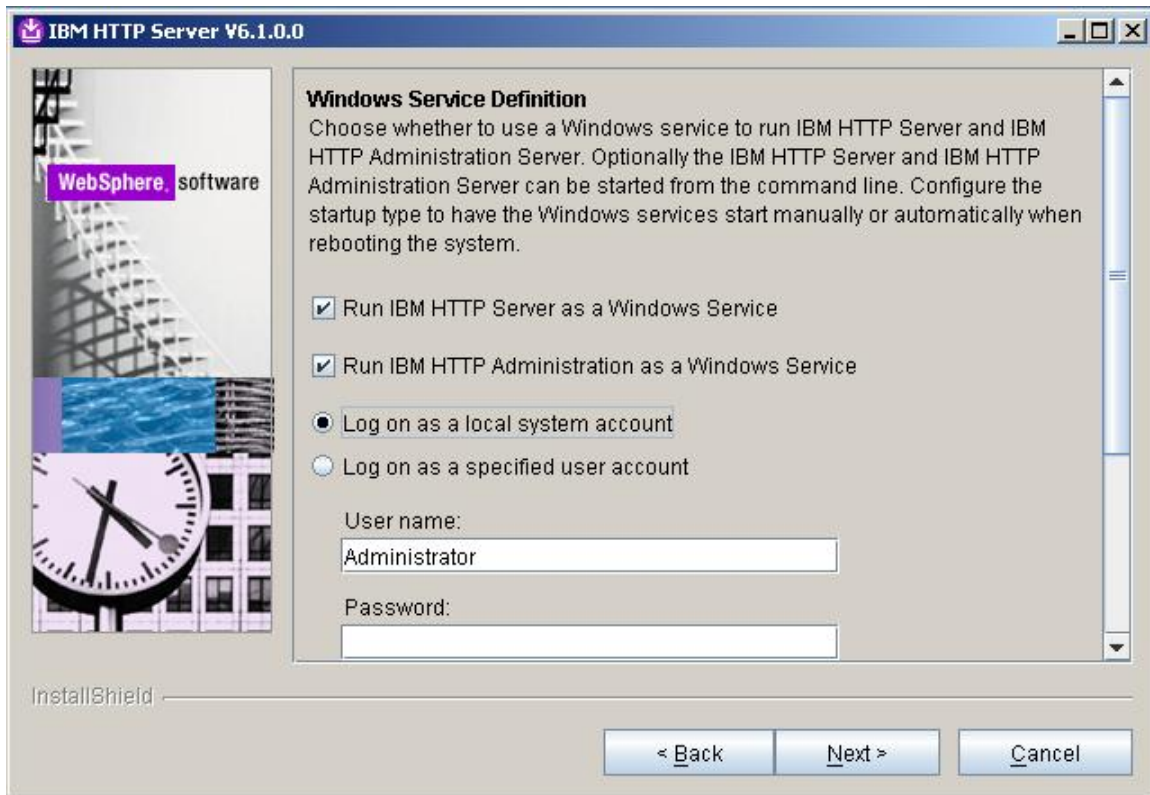 IBM HTTP Server V6.1.0.0
WebSphere. software
Windows Service Definition
Choose whether to use a Windows service to run IBM HTTP Server and IBM
HTTP Administration Server. Optionally the IBM HTTP Server and IBM HTTP
Administration Server can be started from the command line. Configure the
startup type to have the Windows services start manually or automatically when
rebooting the system.
Run IBM HTTP Server as a Windows Service
Run IBM HTTP Administration as a Windows Service
Log on as a local system account
Log on as a specified user account
User name:
Administrator
Password:
InstallShield
< Back
Next >
Cancel